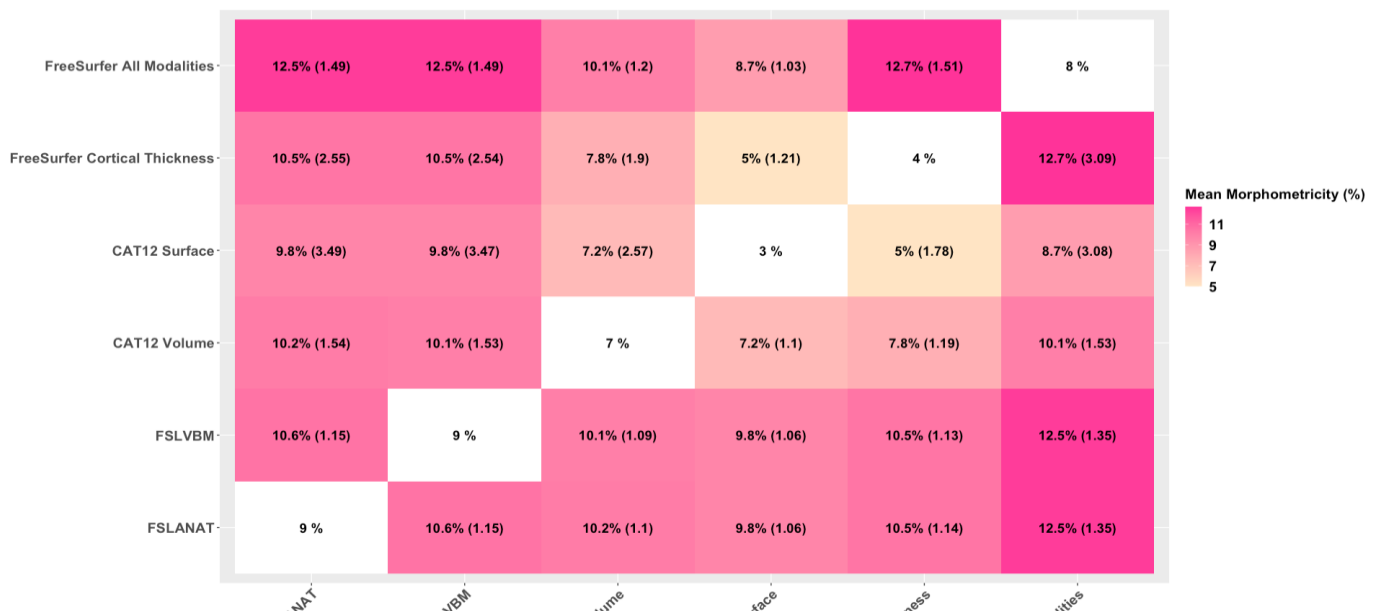 FreeSurfer All Modalities 12.5% (1.49) 12.5% (1.49) 10.1% (1.2) 8.7% (1.03) 12.7% (1.51) 8 %
FreeSurfer Cortical Thickness 10.5% (2.55) 10.5% (2.54) 7.8% (1.9) 5% (1.21) 4 % 12.7% (3.09)
Mean Morphometricity (%)
11
9
7
5
CAT12 Surface 9.8% (3.49) 9.8% (3.47) 7.2% (2.57) 3 % 5% (1.78) 8.7% (3.08)
CAT12 Volume 10.2% (1.54) 10.1% (1.53) 7 % 7.2% (1.1) 7.8% (1.19) 10.1% (1.53)
FSLVBM 10.6% (1.15) 9 % 10.1% (1.09) 9.8% (1.06) 10.5% (1.13) 12.5% (1.35)
FSLANAT 9 % 10.6% (1.15) 10.2% (1.1) 9.8% (1.06) 10.5% (1.14) 12.5% (1.35)